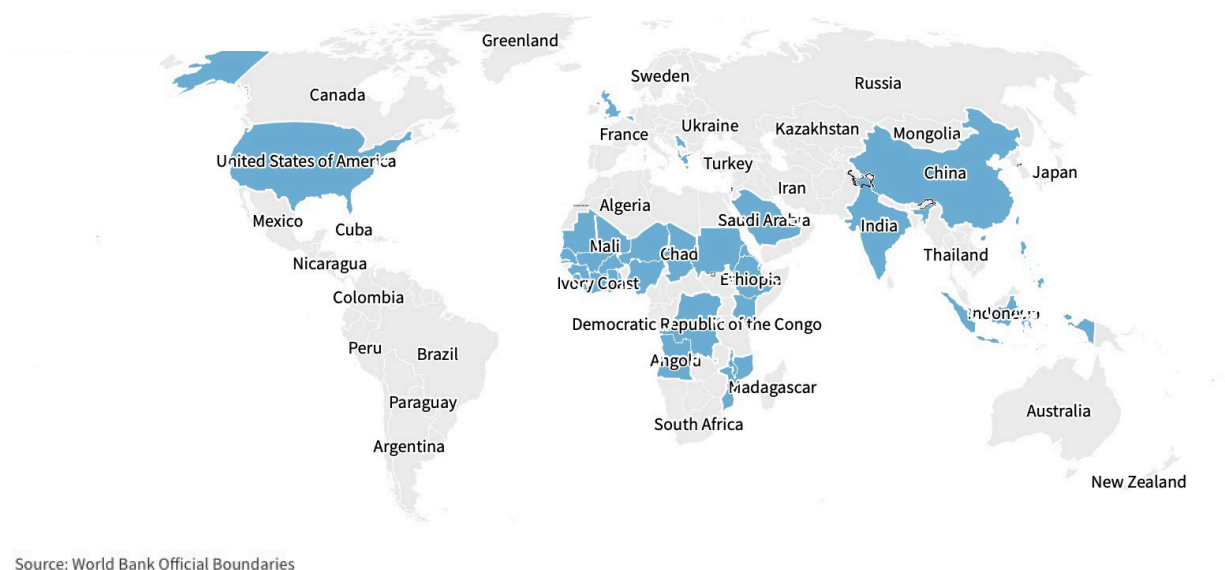 Greenland
Sweden
Russia
Canada
Ukraine
France
Kazakhstan
Mongolia
United States of America
Turkey
China
Japan
Iran
Algeria
Saudi Arabia
Mexico
Cuba
India
Mali
Chad
Thailand
Nicaragua
Ivory Coast
Ethiopia
Colombia
Indonesia
Democratic Republic of the Congo
Peru
Brazil
Angola
Madagascar
Paraguay
Australia
South Africa
Argentina
New Zealand
Source: World Bank Official Boundaries